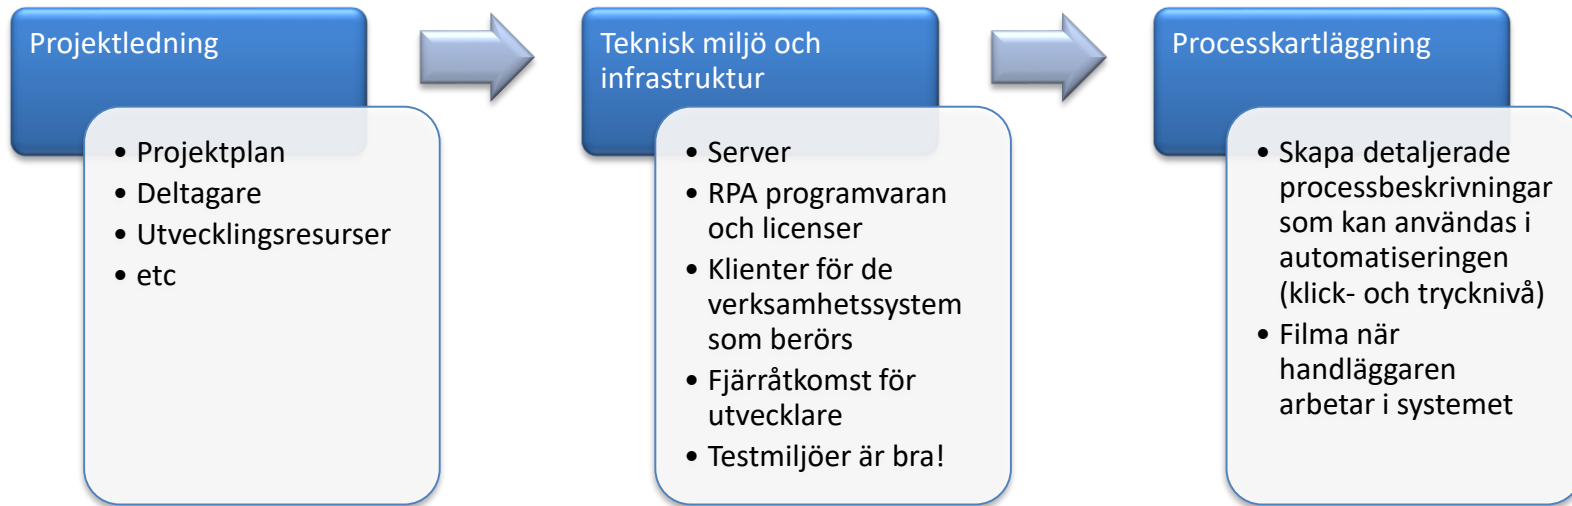 Projektledning
• Projektplan
• Deltagare
• Utvecklingsresurser
• etc
Teknisk miljö och
infrastruktur
• Server
• RPA programvaran
och licenser
• Klienter för de
verksamhetssystem
som berörs
• Fjärråtkomst för
utvecklare
• Testmiljöer är bra!
Processkartläggning
• Skapa detaljerade
processbeskrivningar
som kan användas i
automatiseringen
(klick- och trycknivå)
• Filma när
handläggaren
arbetar i systemet